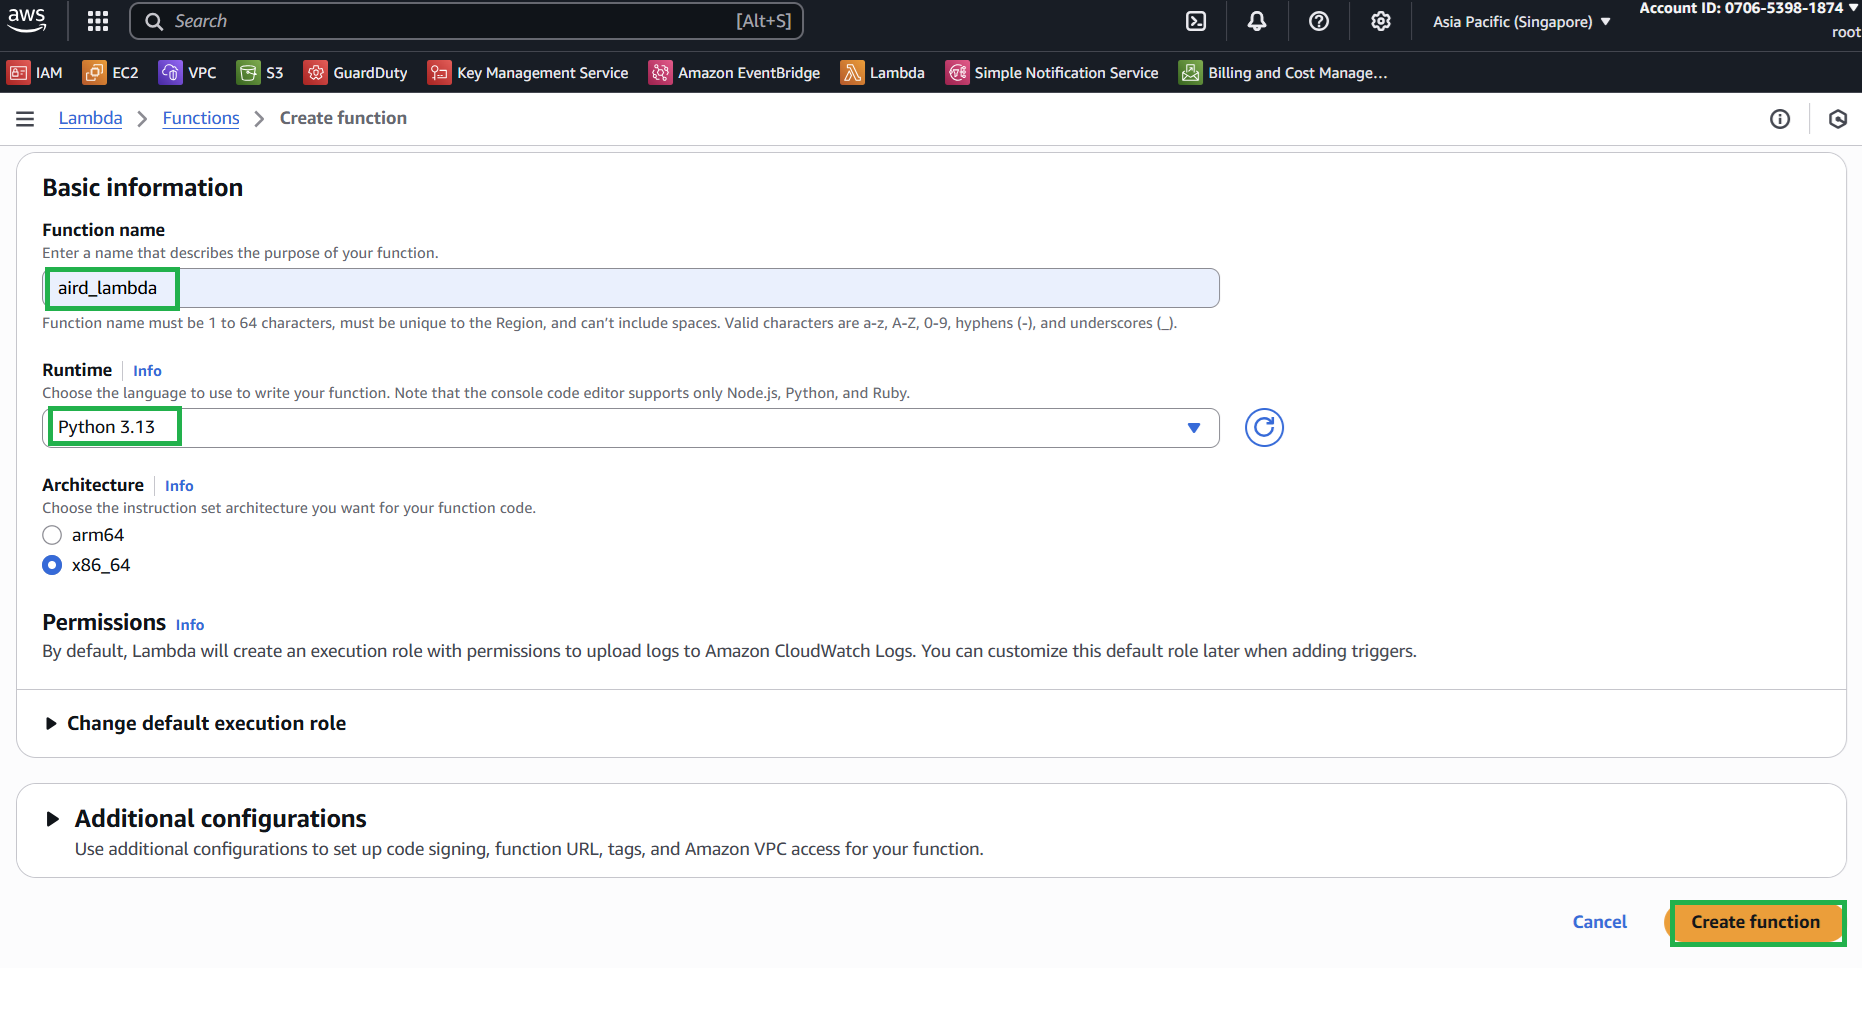 aws
Search
[Alt+S]
Asia Pacific (Singapore)
Account ID: 0706-5398-1874
root
IAM
EC2
VPC
S3
GuardDuty
Key Management Service
Amazon EventBridge
Lambda
Simple Notification Service
Billing and Cost Manage...
Lambda
Functions
Create function
Basic information
Function name
Enter a name that describes the purpose of your function.
aird_lambda
Function name must be 1 to 64 characters, must be unique to the Region, and can't include spaces. Valid characters are a-z, A-Z, 0-9, hyphens (-), and underscores (_).
Runtime Info
Choose the language to use to write your function. Note that the console code editor supports only Node.js, Python, and Ruby.
Python 3.13
Architecture Info
Choose the instruction set architecture you want for your function code.
arm64
x86_64
Permissions Info
By default, Lambda will create an execution role with permissions to upload logs to Amazon CloudWatch Logs. You can customize this default role later when adding triggers.
Change default execution role
Additional configurations
Use additional configurations to set up code signing, function URL, tags, and Amazon VPC access for your function.
Cancel
Create function